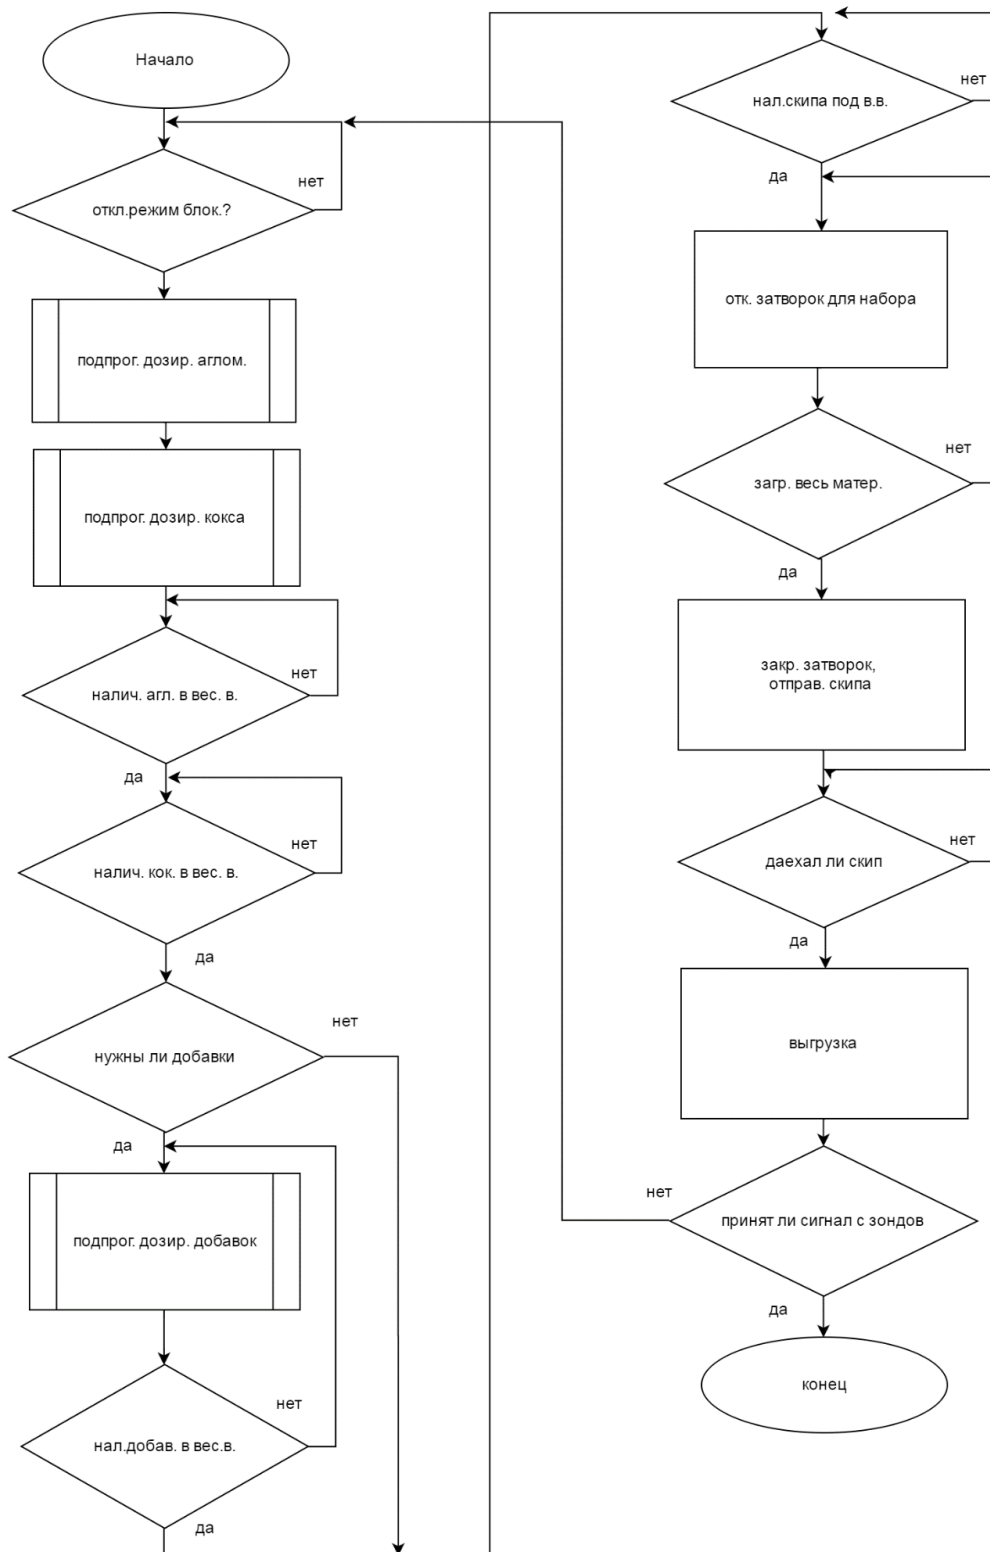 Начало
нет
откл.режим блок.?
подпрог. дозир. аглом.
подпрог. дозир. кокса
нет
налич. агл. в вес. в.
да
нет
налич. кок. в вес. в.
да
нет
нужны ли добавки
да
подпрог. дозир. добавок
нет
нал.добав. в вес.в.
да
нет
нал.скипа под в.в.
да
отк. затворок для набора
нет
загр. весь матер.
да
закр. затворок,
отправ. скипа
нет
даехал ли скип
да
выгрузка
нет
принят ли сигнал с зондов
да
конец